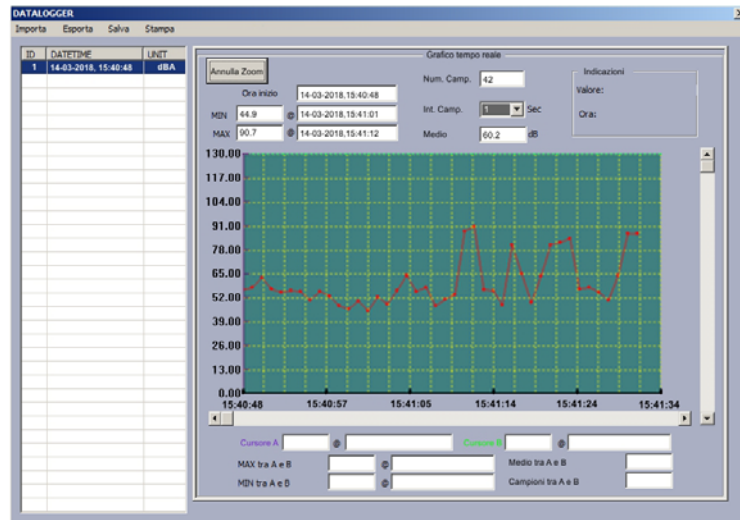 DATALOGGER
Importa Esporta Salva Stampa
ID DATETIME UNIT
1 14-03-2018, 15:40:48 dBA
Grafico tempo reale
Annulla Zoom
Num. Camp. 42
Indicazioni
Valore:
Ora:
Ora inizio 14-03-2018,15:40:48
MIN 44.9 @ 14-03-2018,15:41:01
Int. Camp. 1 Sec
MAX 90.7 @ 14-03-2018,15:41:12
Medio 60.2 dB
130.00
117.00
104.00
91.00
78.00
65.00
52.00
39.00
26.00
13.00
0.00
15:40:48 15:40:57 15:41:05 15:41:14 15:41:24 15:41:34
Cursore A @ Cursore B @
MAX tra A e B @ Medio tra A e B
MIN tra A e B @ Campioni tra A e B